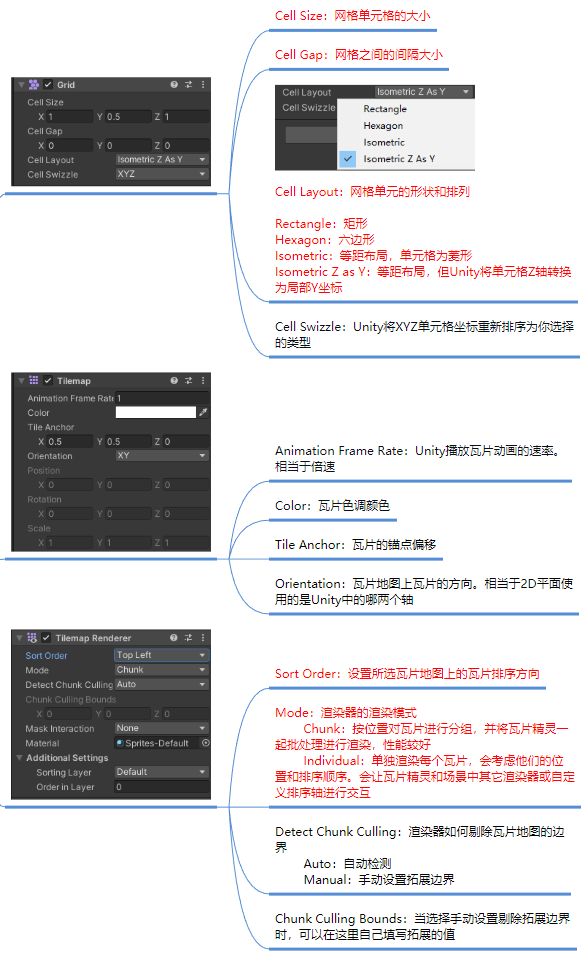 Cell Size：网格单元格的大小
Cell Gap：网格之间的间隔大小
Grid
Cell Size
X 1 Y 0.5 Z 1
Cell Gap
X 0 Y 0 Z 0
Cell Layout Isometric Z As Y
Cell Swizzle XYZ
Cell Layout Isometric Z As Y
Cell Swizzle
Rectangle
Hexagon
Isometric
Isometric Z As Y
Cell Layout：网格单元的形状和排列
Rectangle：矩形
Hexagon：六边形
Isometric：等距布局，单元格为菱形
Isometric Z as Y：等距布局，但Unity将单元格Z轴转换
为局部Y坐标
Cell Swizzle：Unity将XYZ单元格坐标重新排序为你选择
的类型
Tilemap
Animation Frame Rate 1
Color
Tile Anchor
X 0.5 Y 0.5 Z 0
Orientation XY
Position
X 0 Y 0 Z 0
Rotation
X 0 Y 0 Z 0
Scale
X 1 Y 1 Z 1
Animation Frame Rate：Unity播放瓦片动画的速率。
相当于倍速
Color：瓦片色调颜色
Tile Anchor：瓦片的锚点偏移
Orientation：瓦片地图上瓦片的方向。相当于2D平面使
用的是Unity中的哪两个轴
Tilemap Renderer
Sort Order Top Left
Mode Chunk
Detect Chunk Culling Auto
Chunk Culling Bounds
X 0 Y 0 Z 0
Mask Interaction None
Material Sprites-Default
Additional Settings
Sorting Layer Default
Order in Layer 0
Sort Order：设置所选瓦片地图上的瓦片排序方向
Mode：渲染器的渲染模式
Chunk：按位置对瓦片进行分组，并将瓦片精灵一
起批处理进行渲染，性能较好
Individual：单独渲染每个瓦片，会考虑他们的位
置和排序顺序。会让瓦片精灵和场景中其它渲染器或自定
义排序轴进行交互
Detect Chunk Culling：渲染器如何剔除瓦片地图的边
界
Auto：自动检测
Manual：手动设置拓展边界
Chunk Culling Bounds：当选择手动设置剔除拓展边界
时，可以在这里自己填写拓展的值